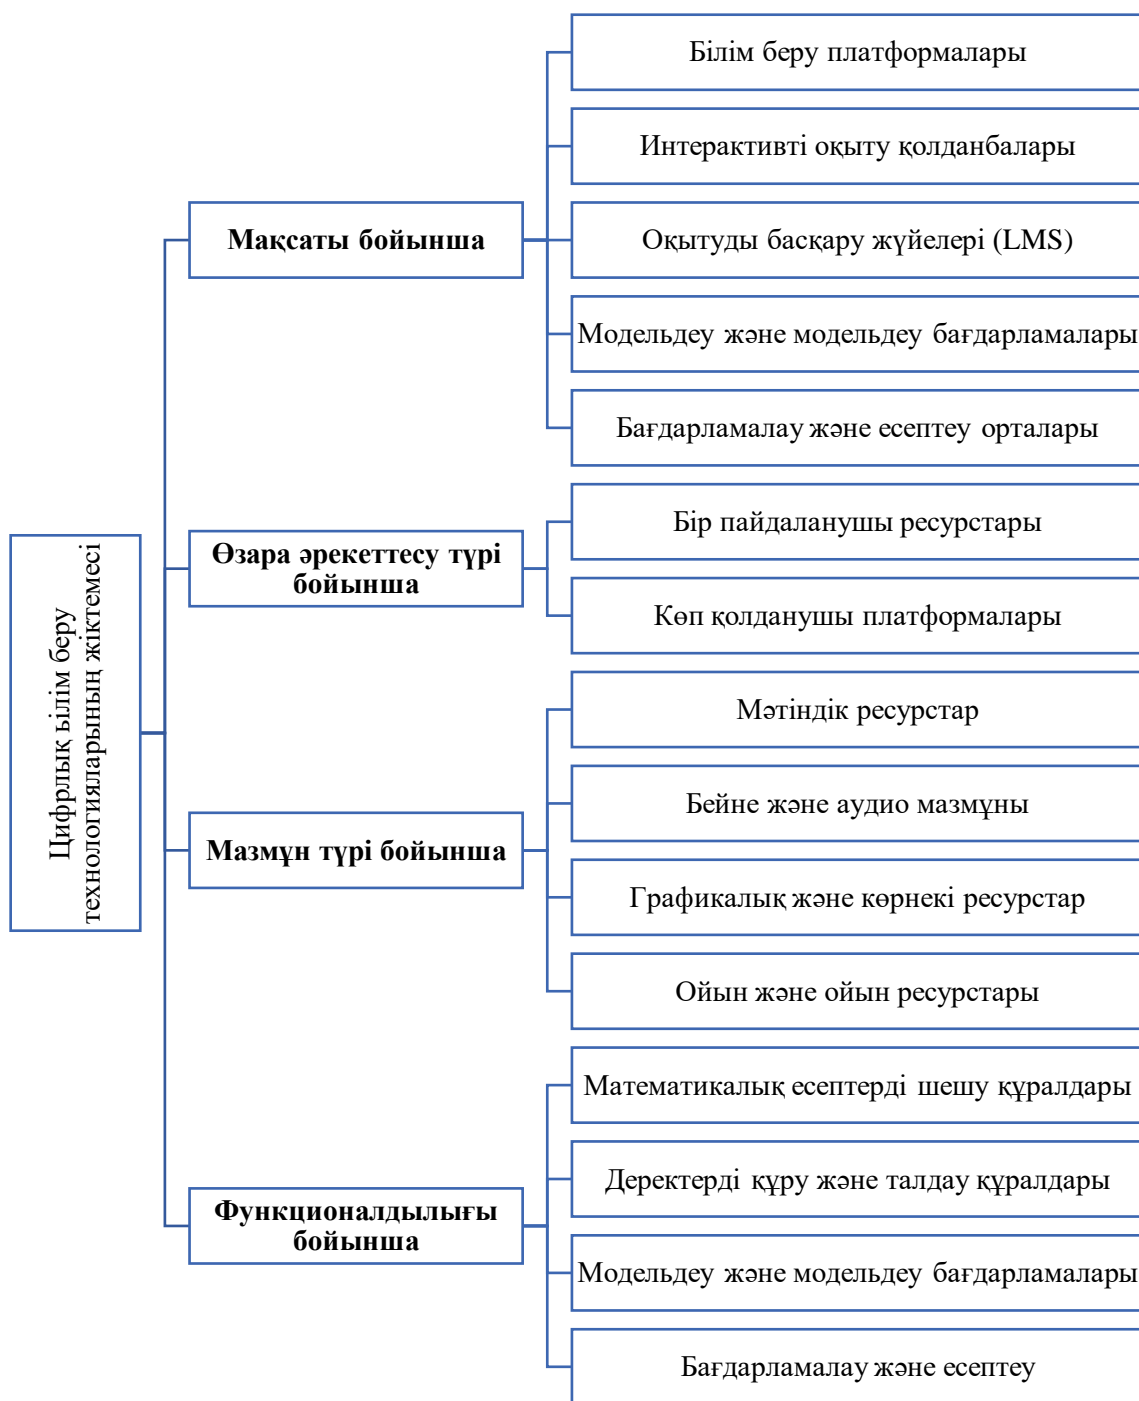 Цифрлық ьілім беру
технологияларының жіктемесі
Мақсаты бойынша
Білім беру платформалары
Интерактивті оқыту қолданбалары
Оқытуды басқару жүйелері (LMS)
Модельдеу және модельдеу бағдарламалары
Бағдарламалау және есептеу орталары
Өзара әрекеттесу түрі
бойынша
Бір пайдаланушы ресурстары
Көп қолданушы платформалары
Мазмұн түрі бойынша
Мәтіндік ресурстар
Бейне және аудио мазмұны
Графикалық және көрнекі ресурстар
Ойын және ойын ресурстары
Функционалдылығы
бойынша
Математикалық есептерді шешу құралдары
Деректерді құру және талдау құралдары
Модельдеу және модельдеу бағдарламалары
Бағдарламалау және есептеу